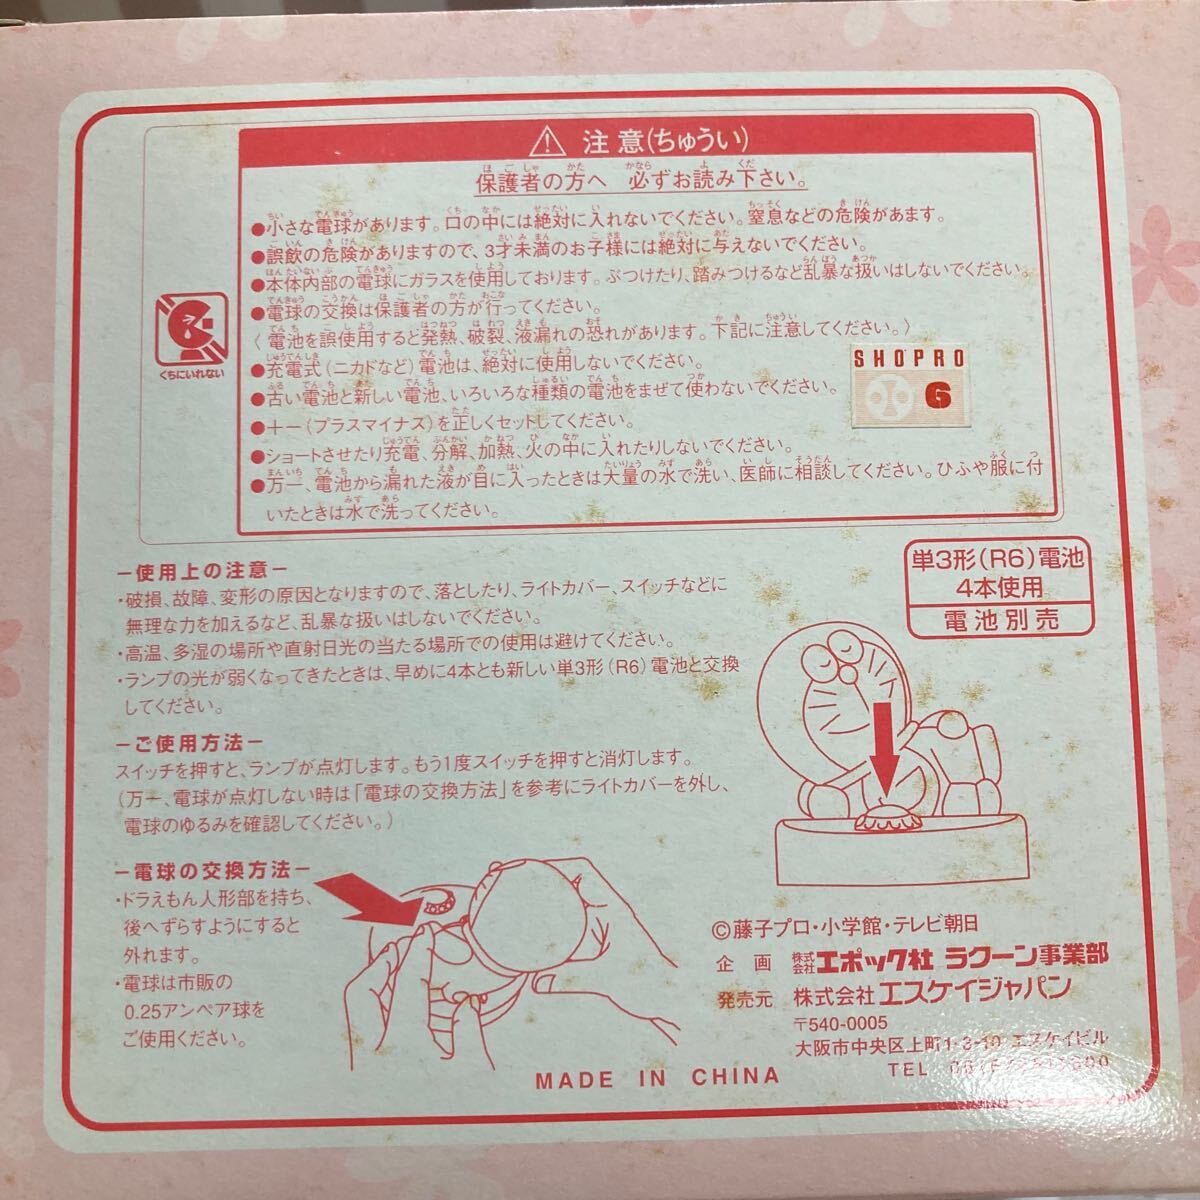 注意(ちゅうい)
保護者の方へ 必ずお読み下さい。
●小さな電球があります。口の中には絶対に入れないでください。窒息などの危険があます。
●誤飲の危険がありますので、3才未満のお子様には絶対に与えないでください。
●本体内部の電球にガラスを使用しております。ぶつけたり、踏みつけるなど乱暴な扱いはしないでください。
●電球の交換は保護者の方が行ってください。
〈電池を誤使用すると発熱、破裂、液漏れの恐れがあります。下記に注意してください。〉
●充電式(ニカドなど)電池は、絶対に使用しないでください。
●古い電池と新しい電池、いろいろな種類の電池をまぜて使わないでください。
●+-(プラスマイナス)を正しくセットしてください。
●ショートさせたり充電、分解、加熱、火の中に入れたりしないでください。
●万一、電池から漏れた液が目に入ったときは大量の水で洗い、医師に相談してください。ひふや服に付
いたときは水で洗ってください。
くちにいれない
SHOPRO
6
-使用上の注意-
・破損、故障、変形の原因となりますので、落としたり、ライトカバー、スイッチなどに
無理な力を加えるなど、乱暴な扱いはしないでください。
・高温、多湿の場所や直射日光の当たる場所での使用は避けてください。
・ランプの光が弱くなってきたときは、早めに4本とも新しい単3形(R6)電池と交換
してください。
単3形(R6)電池
4本使用
電池別売
-ご使用方法-
スイッチを押すと、ランプが点灯します。もう1度スイッチを押すと消灯します。
(万一、電球が点灯しない時は「電球の交換方法」を参考にライトカバーを外し、
電球のゆるみを確認してください。)
-電球の交換方法-
・ドラえもん人形部を持ち、
後へずらすようにすると
外れます。
・電球は市販の
0.25アンペア球を
ご使用ください。
©藤子プロ・小学館・テレビ朝日
企画 株式会社エポック社 ラクーン事業部
発売元 株式会社エスケイジャパン
〒540-0005
大阪市中央区上町1-3-10 エスケイビル
TEL
MADE IN CHINA